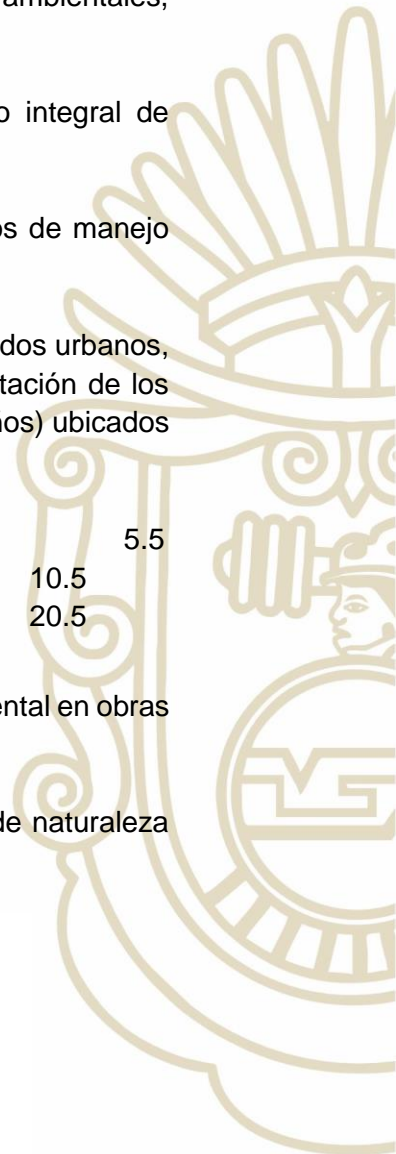 ambientales,
o integral de
os de manejo
dos urbanos,
tación de los
ños) ubicados
5.5
10.5
20.5
ental en obras
de naturaleza